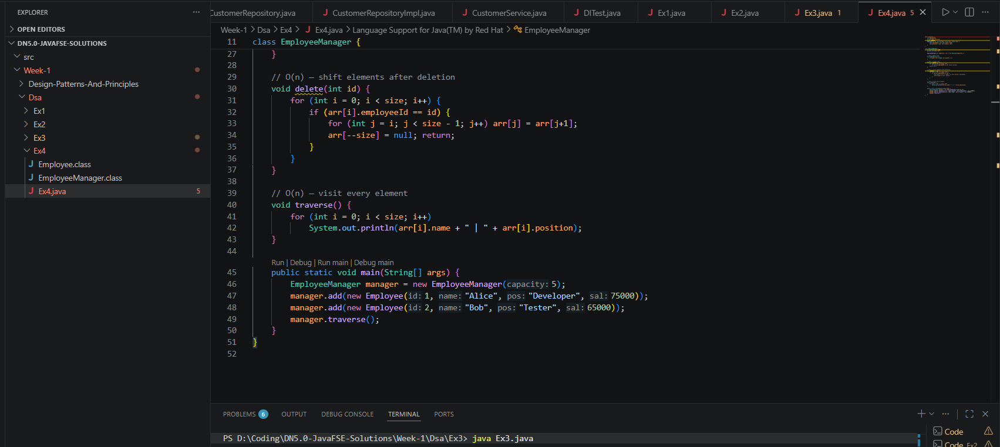 EXPLORER
OPEN EDITORS
DN5.0-JAVAFSE-SOLUTIONS
src
Week-1
Design-Patterns-And-Principles
Dsa
Ex1
Ex2
Ex3
Ex4
Employee.class
EmployeeManager.class
Ex4.java 5
CustomerRepository.java CustomerRepositoryImpl.java CustomerService.java DITest.java Ex1.java Ex2.java Ex3.java 1 Ex4.java 5
Week-1 > Dsa > Ex4 > Ex4.java > Language Support for Java(TM) by Red Hat > EmployeeManager
11 class EmployeeManager {
27 }
28
29 // O(n) — shift elements after deletion
30 void delete(int id) {
31 for (int i = 0; i < size; i++) {
32 if (arr[i].employeeId == id) {
33 for (int j = i; j < size - 1; j++) arr[j] = arr[j+1];
34 arr[--size] = null; return;
35 }
36 }
37 }
38
39 // O(n) — visit every element
40 void traverse() {
41 for (int i = 0; i < size; i++)
42 System.out.println(arr[i].name + " | " + arr[i].position);
43 }
44
Run | Debug | Run main | Debug main
45 public static void main(String[] args) {
46 EmployeeManager manager = new EmployeeManager(capacity: 5);
47 manager.add(new Employee(id: 1, name: "Alice", pos: "Developer", sal: 75000));
48 manager.add(new Employee(id: 2, name: "Bob", pos: "Tester", sal: 65000));
49 manager.traverse();
50 }
51 }
52
PROBLEMS 6 OUTPUT DEBUG CONSOLE TERMINAL PORTS
PS D:\Coding\DN5.0-JavaFSE-Solutions\Week-1\Dsa\Ex3> java Ex3.java
Code
Code Ex2